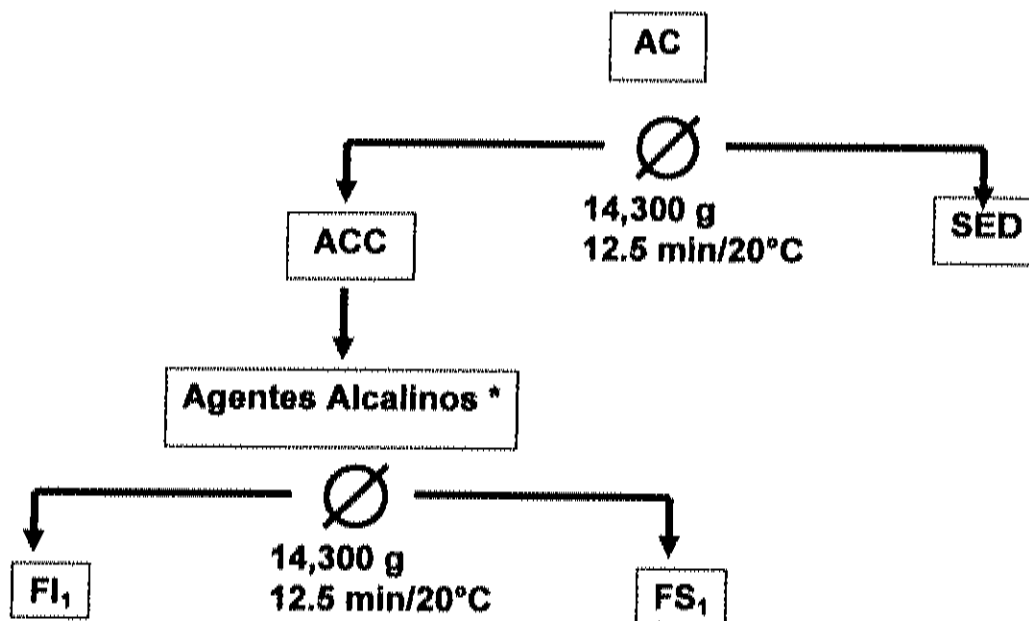 AC
14,300 g
12.5 min/20°C
ACC
SED
Agentes Alcalinos *
14,300 g
12.5 min/20°C
FI₁
FS₁